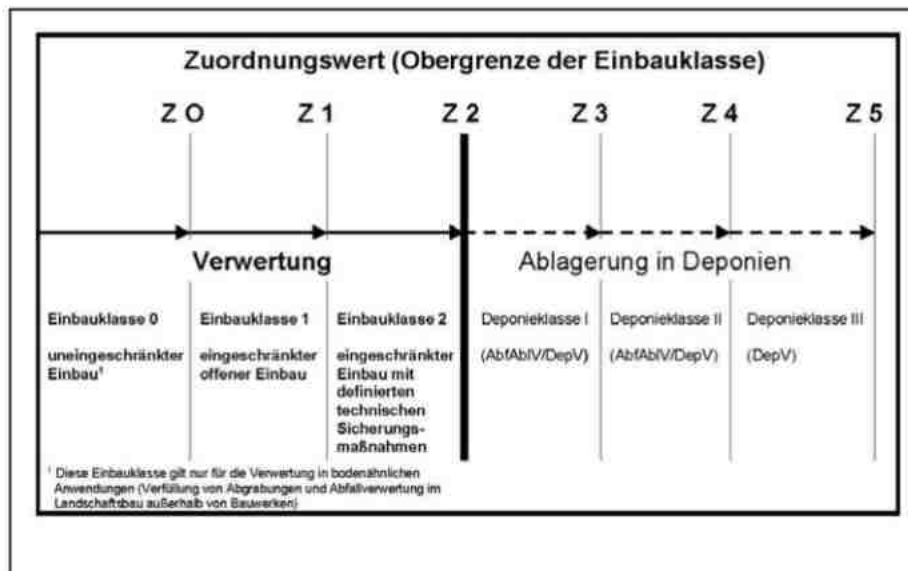 Zuordnungswert (Obergrenze der Einbauklasse)
Z 0 Z 1 Z 2 Z 3 Z 4 Z 5
Verwertung Ablagerung in Deponien
Einbauklasse 0
uneingeschränkter
Einbau¹
Einbauklasse 1
eingeschränkter
offener Einbau
Einbauklasse 2
eingeschränkter
Einbau mit
definierten
technischen
Sicherungs-
maßnahmen
Deponieklasse I
(AbfAblV/DepV)
Deponieklasse II
(AbfAblV/DepV)
Deponieklasse III
(DepV)
¹ Diese Einbauklasse gilt nur für die Verwertung in bodenähnlichen
Anwendungen (Verfüllung von Abgrabungen und Abfallverwertung im
Landschaftsbau außerhalb von Bauwerken)